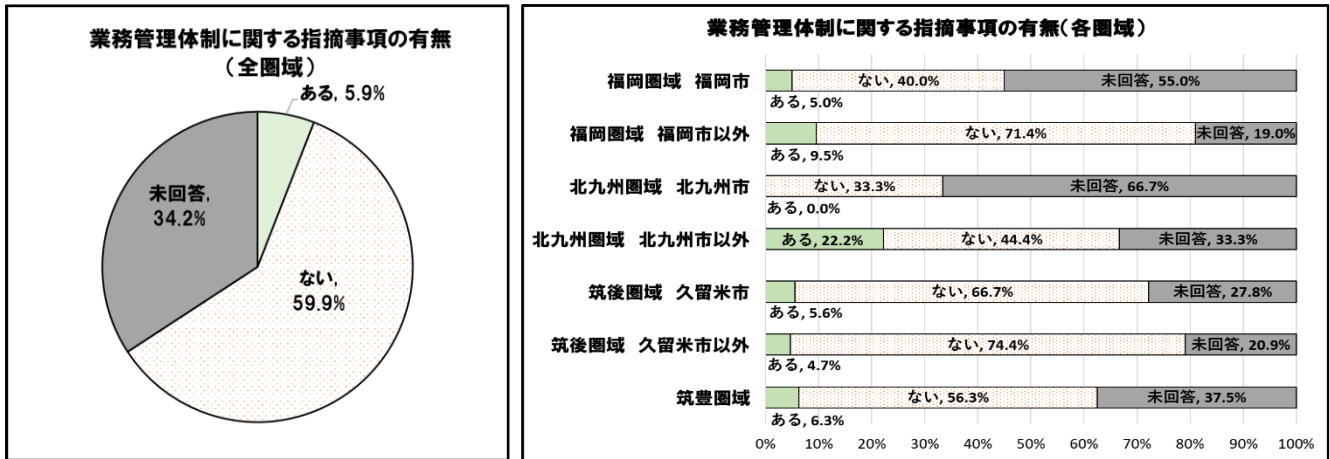 業務管理体制に関する指摘事項の有無
（全圏域）
ある, 5.9%
未回答,
34.2%
ない,
59.9%
業務管理体制に関する指摘事項の有無(各圏域)
福岡圏域 福岡市
ない, 40.0%
未回答, 55.0%
ある, 5.0%
福岡圏域 福岡市以外
ない, 71.4%
未回答, 19.0%
ある, 9.5%
北九州圏域 北九州市
ない, 33.3%
未回答, 66.7%
ある, 0.0%
北九州圏域 北九州市以外
ある, 22.2%
ない, 44.4%
未回答, 33.3%
筑後圏域 久留米市
ない, 66.7%
未回答, 27.8%
ある, 5.6%
筑後圏域 久留米市以外
ない, 74.4%
未回答, 20.9%
ある, 4.7%
筑豊圏域
ない, 56.3%
未回答, 37.5%
ある, 6.3%
0% 10% 20% 30% 40% 50% 60% 70% 80% 90% 100%